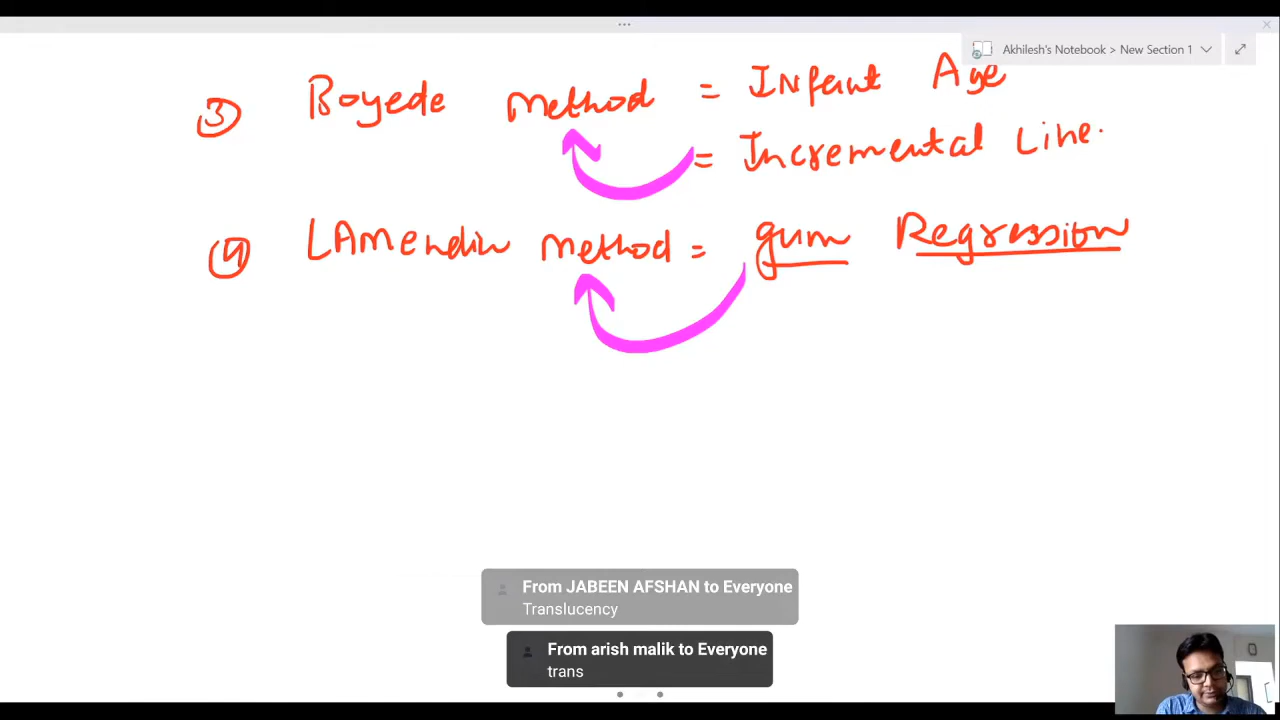 Akhilesh's Notebook > New Section 1
③ Boyede Method = INfant Age
= Incremental Line.
④ LAMendin Method = gum Regression
From JABEEN AFSHAN to Everyone
Translucency
From arish malik to Everyone
trans